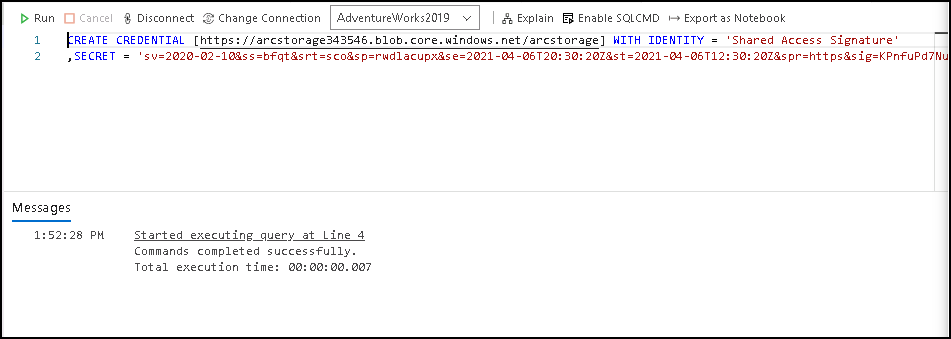 Run Cancel Disconnect Change Connection AdventureWorks2019 Explain Enable SQLCMD Export as Notebook
1 CREATE CREDENTIAL [https://arcstorage343546.blob.core.windows.net/arcstorage] WITH IDENTITY = 'Shared Access Signature'
2 ,SECRET = 'sv=2020-02-10&ss=bfqt&srt=sco&sp=rwdlacupx&se=2021-04-06T20:30:20Z&st=2021-04-06T12:30:20Z&spr=https&sig=KPnfuPd7Nu
Messages
1:52:28 PM Started executing query at Line 4
Commands completed successfully.
Total execution time: 00:00:00.007